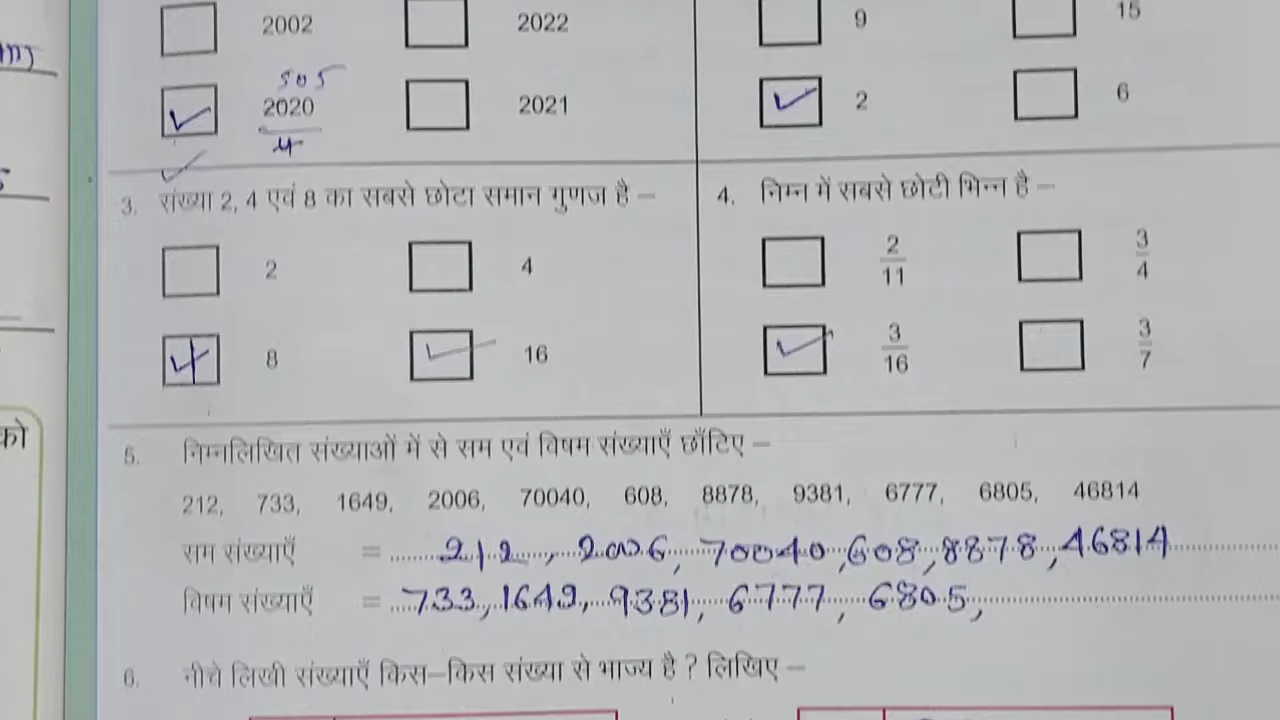 2002 2022 9 15
505
2020 2021 2 6
4
3. संख्या 2, 4 एवं 8 का सबसे छोटा समान गुणज है –
2 4
8 16
4. निम्न में सबसे छोटी भिन्न है –
2/11 3/4
3/16 3/7
5. निम्नलिखित संख्याओं में से सम एवं विषम संख्याएँ छाँटिए –
212, 733, 1649, 2006, 70040, 608, 8878, 9381, 6777, 6805, 46814
सम संख्याएँ = 212, 2006, 70040, 608, 8878, 46814
विषम संख्याएँ = 733, 1649, 9381, 6777, 6805,
6. नीचे लिखी संख्याएँ किस–किस संख्या से भाज्य है ? लिखिए –
को